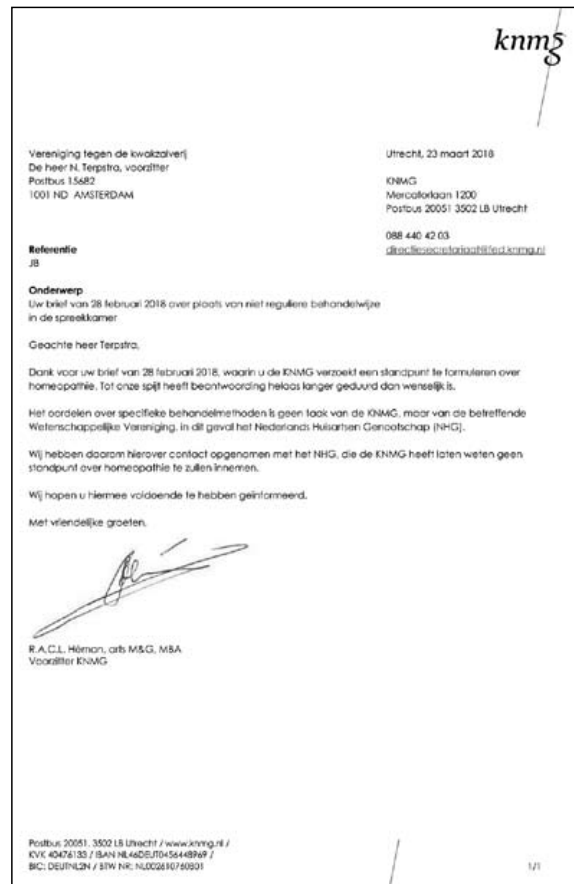 knmg
Vereniging tegen de kwakzalverij
De heer N. Terpstra, voorzitter
Postbus 15682
1001 ND AMSTERDAM
Utrecht, 23 maart 2018
KNMG
Mercatorlaan 1200
Postbus 20051 3502 LB Utrecht
088 440 42 03
directiesecretariaat@fed.knmg.nl
Referentie
JB
Onderwerp
Uw brief van 28 februari 2018 over plaats van niet reguliere behandelwijze
in de spreekkamer
Geachte heer Terpstra,
Dank voor uw brief van 28 februari 2018, waarin u de KNMG verzoekt een standpunt te formuleren over
homeopathie. Tot onze spijt heeft beantwoording helaas langer geduurd dan wenselijk is.
Het oordelen over specifieke behandelmethoden is geen taak van de KNMG, maar van de betreffende
Wetenschappelijke Vereniging, in dit geval het Nederlands Huisartsen Genootschap (NHG).
Wij hebben daarom hierover contact opgenomen met het NHG, die de KNMG heeft laten weten geen
standpunt over homeopathie te zullen innemen.
Wij hopen u hiermee voldoende te hebben geïnformeerd.
Met vriendelijke groeten,
R.A.C.L. Héman, arts M&G, MBA
Voorzitter KNMG
Postbus 20051, 3502 LB Utrecht / www.knmg.nl /
KVK 40476133 / IBAN NL46DEUT0456448969 /
BIC: DEUTNL2N / BTW NR: NL002610760B01
1/1